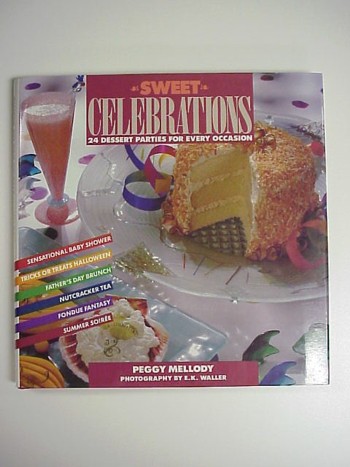 SWEET
CELEBRATIONS
24 DESSERT PARTIES FOR EVERY OCCASION
SENSATIONAL BABY SHOWER
TRICKS OR TREATS HALLOWEEN
FATHER'S DAY BRUNCH
NUTCRACKER TEA
FONDUE FANTASY
SUMMER SOIRÉE
PEGGY MELLODY
PHOTOGRAPHY BY E.K. WALLER